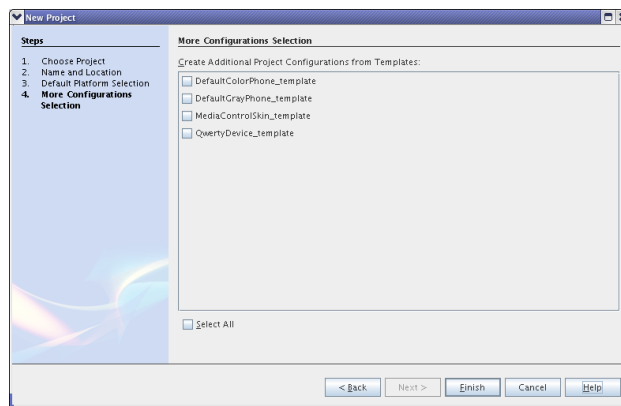 New Project
Steps
1. Choose Project
2. Name and Location
3. Default Platform Selection
4. More Configurations
Selection
More Configurations Selection
Create Additional Project Configurations from Templates:
DefaultColorPhone_template
DefaultGrayPhone_template
MediaControlSkin_template
QwertyDevice_template
Select All
< Back
Next >
Finish
Cancel
Help